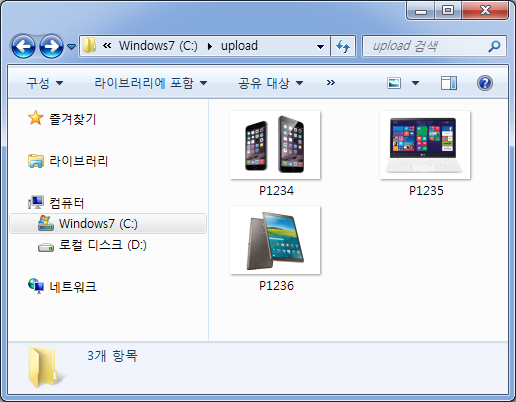 « Windows7 (C:) ▸ upload
upload 검색
구성 ▾ 라이브러리에 포함 ▾ 공유 대상 ▾ »
즐겨찾기
라이브러리
컴퓨터
Windows7 (C:)
로컬 디스크 (D:)
네트워크
P1234
P1235
P1236
3개 항목